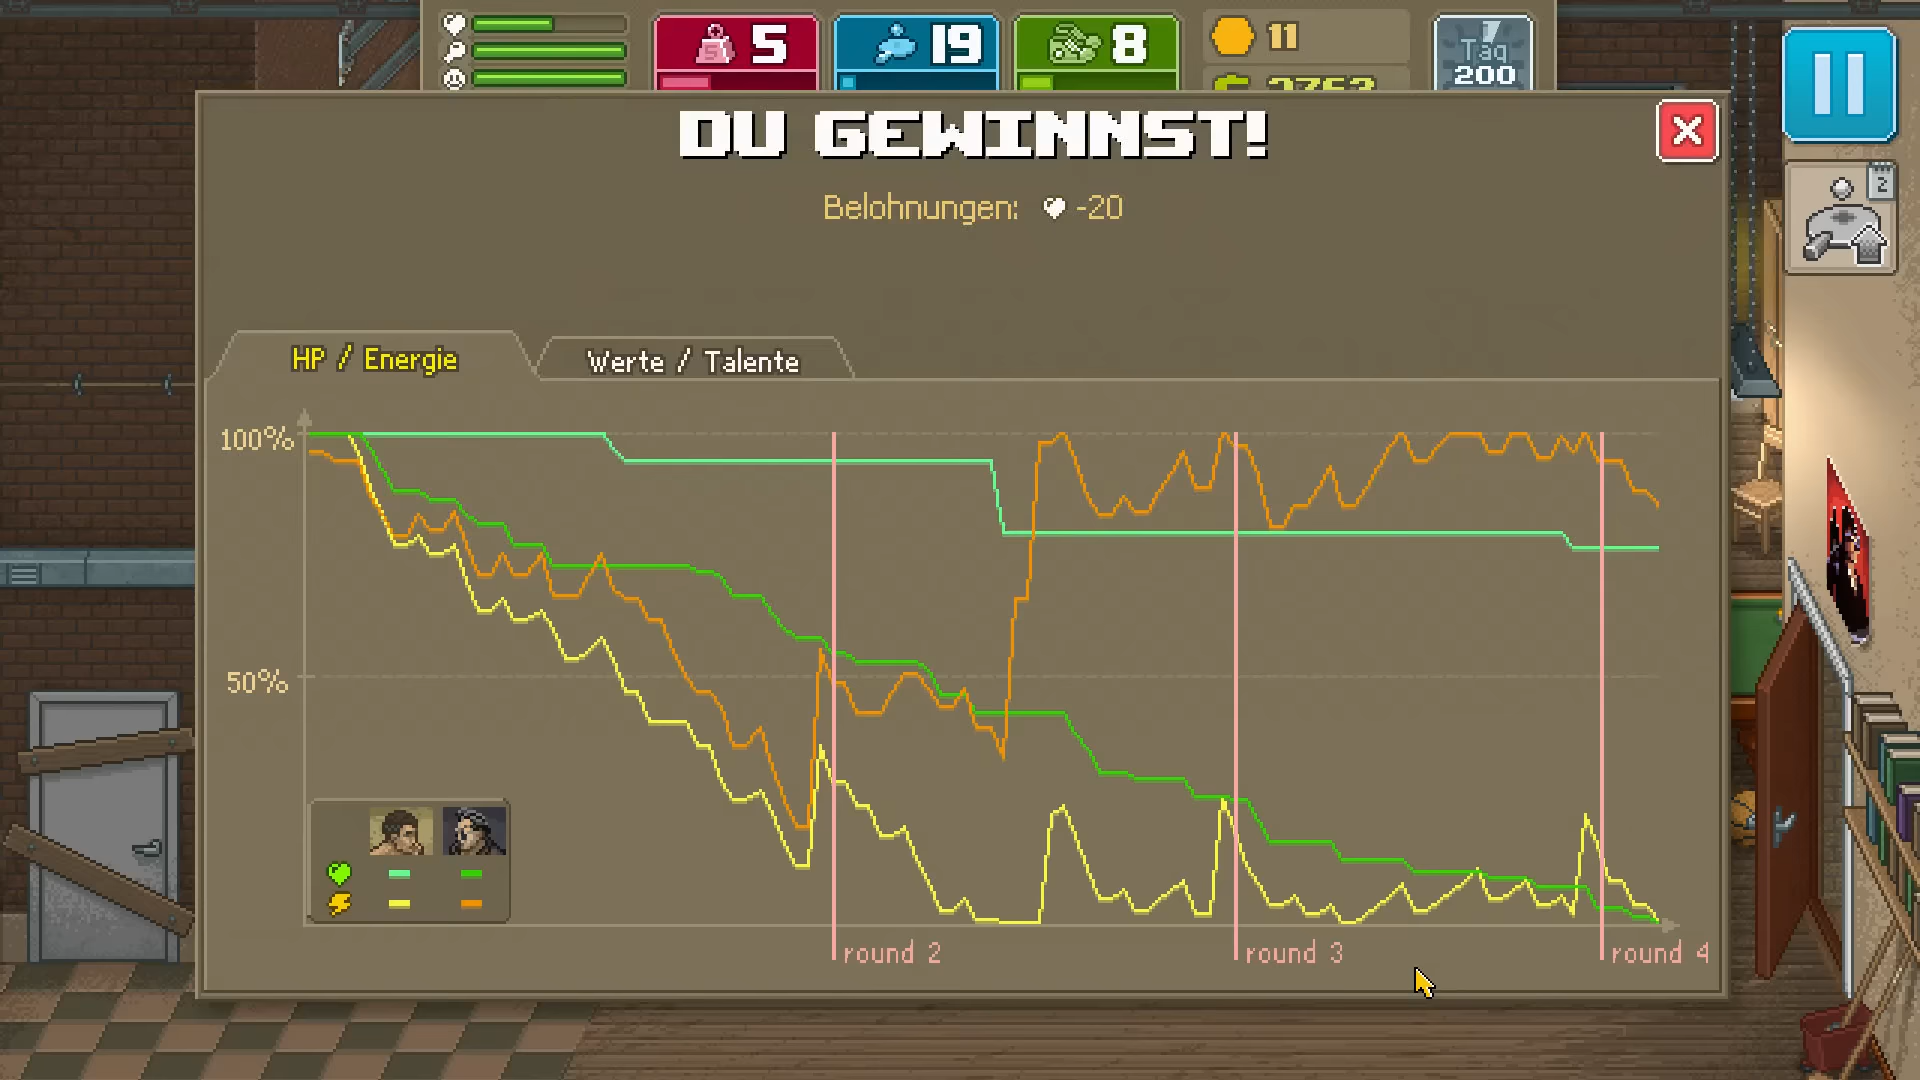 5
19
8
11
Tag
200
DU GEWINNST!
Belohnungen: -20
2
HP / Energie
Werte / Talente
100%
50%
round 2
round 3
round 4